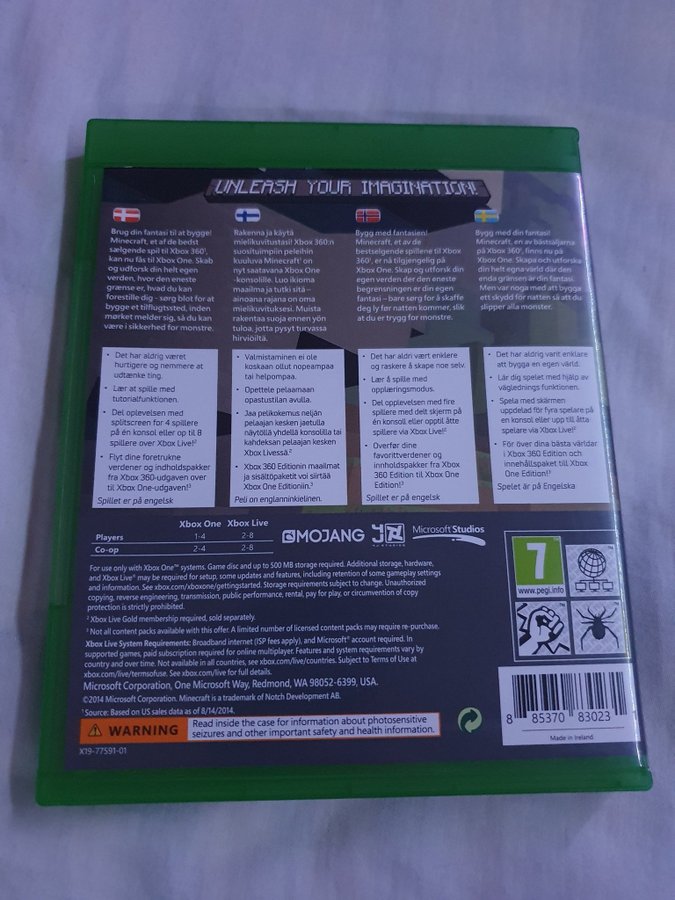 UNLEASH YOUR IMAGINATION!
Brug din fantasi til at bygge!
Minecraft, et af de bedst
sælgende spil til Xbox 360¹,
kan nu fås til Xbox One. Skab
og udforsk din helt egen
verden, hvor den eneste
grænse er, hvad du kan
forestille dig - sørg blot for at
bygge et tilflugtssted, inden
mørket melder sig, så du kan
være i sikkerhed for monstre.
• Det har aldrig været
hurtigere og nemmere at
udtænke ting.
• Lær at spille med
tutorialfunktionen.
• Del oplevelsen med
splitscreen for 4 spillere
på én konsol eller op til 8
spillere over Xbox Live!²
• Flyt dine foretrukne
verdener og indholdspakker
fra Xbox 360-udgaven over
til Xbox One-udgaven!³
Spillet er på engelsk
Rakenna ja käytä
mielikuvitustasi! Xbox 360:n
suosituimpiin peleihin
kuuluva Minecraft¹ on
nyt saatavana Xbox One
-konsolille. Luo ikioma
maailma ja tutki sitä –
ainoana rajana on oma
mielikuvituksesi. Muista
rakentaa suoja ennen yön
tuloa, jotta pysyt turvassa
hirviöiltä.
• Valmistaminen ei ole
koskaan ollut nopeampaa
tai helpompaa.
• Opettele pelaamaan
opastustilan avulla.
• Jaa pelikokemus neljän
pelaajan kesken jaetulla
näytöllä yhdellä konsolilla tai
kahdeksan pelaajan kesken
Xbox Livessä.²
• Xbox 360 Editionin maailmat
ja sisältöpaketit voi siirtää
Xbox One Editioniin.³
Peli on englanninkielinen.
Bygg med fantasien!
Minecraft, et av de
bestselgende spillene til Xbox
360¹, er nå tilgjengelig på
Xbox One. Skap og utforsk din
egen verden der den eneste
begrensningen er din egen
fantasi – bare sørg for å skaffe
deg ly før natten kommer, slik
at du er trygg for monstre.
• Det har aldri vært enklere
og raskere å skape noe selv.
• Lær å spille med
opplæringsmodus.
• Del opplevelsen med fire
spillere med delt skjerm på
én konsoll eller opptil åtte
spillere via Xbox Live!²
• Overfør dine
favorittverdener og
innholdspakker fra Xbox
360 Edition til Xbox One
Edition!³
Spillet er på engelsk
Bygg med din fantasi!
Minecraft, en av bästsäljarna
på Xbox 360¹, finns nu på
Xbox One. Skapa och utforska
din helt egna värld där den
enda gränsen är din fantasi.
Men var noga med att bygga
ett skydd för natten så att du
slipper alla monster.
• Det har aldrig varit enklare
att bygga en egen värld.
• Lär dig spelet med hjälp av
väglednings funktionen.
• Spela med skärmen
uppdelad för fyra spelare på
en konsol eller upp till åtta
spelare via Xbox Live!²
• För över dina bästa världar
i Xbox 360 Edition och
innehållspaket till Xbox
One Edition!³
Spelet är på Engelska
Xbox One Xbox Live
Players 1-4 2-8
Co-op 2-4 2-8
MOJANG
4J STUDIOS
Microsoft Studios
For use only with Xbox One™ systems. Game disc and up to 500 MB storage required. Additional storage, hardware,
and Xbox Live® may be required for setup, some updates and features, including retention of some gameplay settings
and information. See xbox.com/xboxone/gettingstarted. Storage requirements subject to change. Unauthorized
copying, reverse engineering, transmission, public performance, rental, pay for play, or circumvention of copy
protection is strictly prohibited.
² Xbox Live Gold membership required, sold separately.
³ Not all content packs available with this offer. A limited number of licensed content packs may require re-purchase.
Xbox Live System Requirements: Broadband internet (ISP fees apply), and Microsoft® account required. In
supported games, paid subscription required for online multiplayer. Features and system requirements vary by
country and over time. Not available in all countries, see xbox.com/live/countries. Subject to Terms of Use at
xbox.com/live/termsofuse. See xbox.com/live for full details.
Microsoft Corporation, One Microsoft Way, Redmond, WA 98052-6399, USA.
©2014 Microsoft Corporation. Minecraft is a trademark of Notch Development AB.
¹ Source: Based on US sales data as of 8/14/2014.
WARNING
Read inside the case for information about photosensitive
seizures and other important safety and health information.
X19-77591-01
7
www.pegi.info
8 85370 83023
Made in Ireland